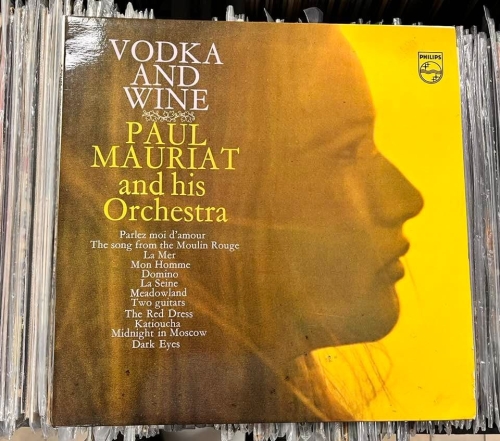 VODKA
AND
WINE
PAUL
MAURIAT
and his
Orchestra
Parlez moi d'amour
The song from the Moulin Rouge
La Mer
Mon Homme
Domino
La Seine
Meadowland
Two guitars
The Red Dress
Katioucha
Midnight in Moscow
Dark Eyes
PHILIPS